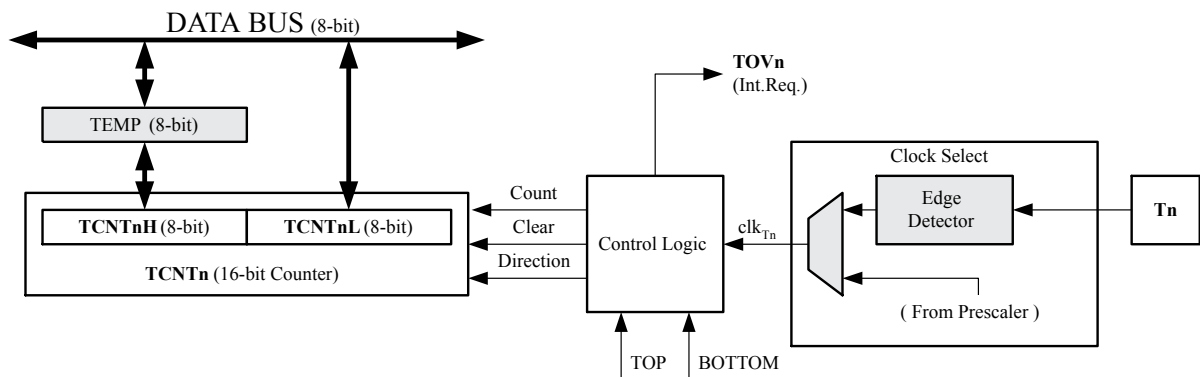 DATA BUS (8-bit)
TOVn
(Int.Req.)
TEMP (8-bit)
Clock Select
Count
Edge
Detector
Tn
TCNTnH (8-bit)
TCNTnL (8-bit)
Clear
Control Logic
clkTn
TCNTn (16-bit Counter)
Direction
( From Prescaler )
TOP
BOTTOM